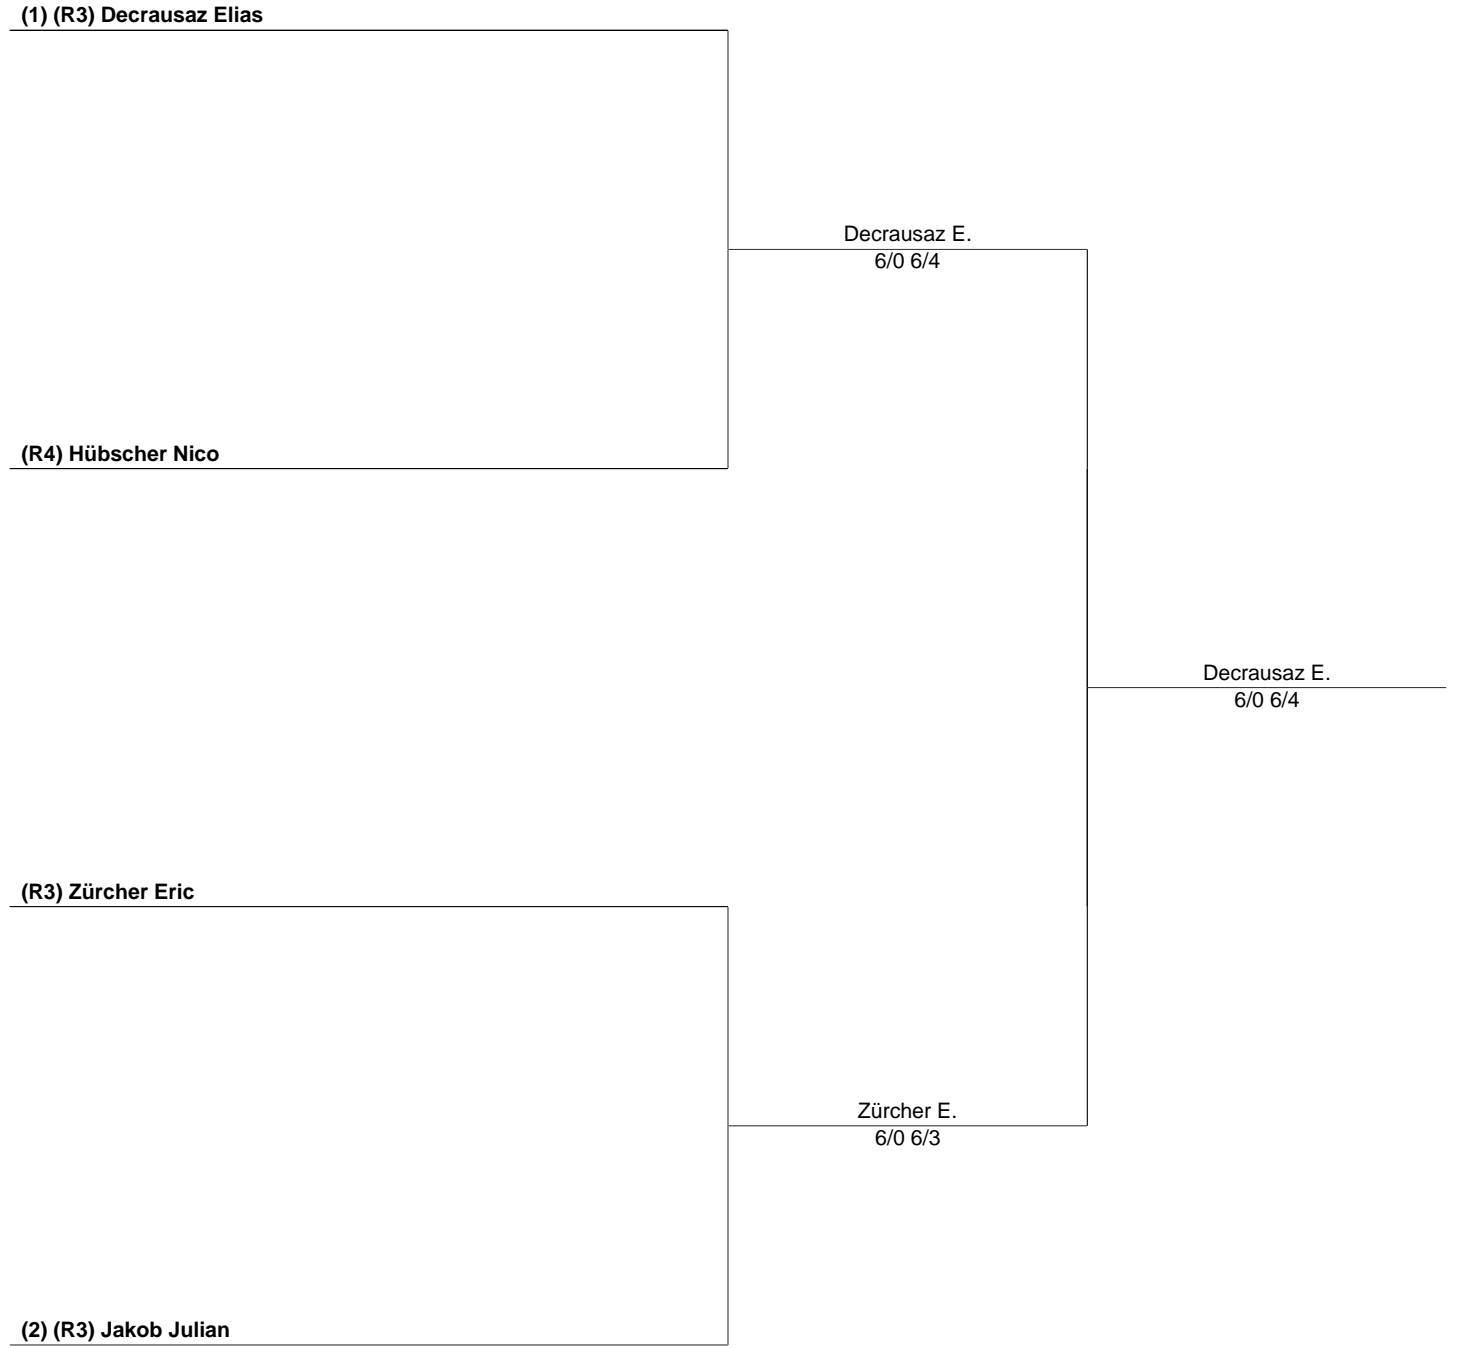 (1) (R3) Decrausaz Elias
Decrausaz E.
6/0 6/4
(R4) Hübscher Nico
Decrausaz E.
6/0 6/4
(R3) Zürcher Eric
Zürcher E.
6/0 6/3
(2) (R3) Jakob Julian